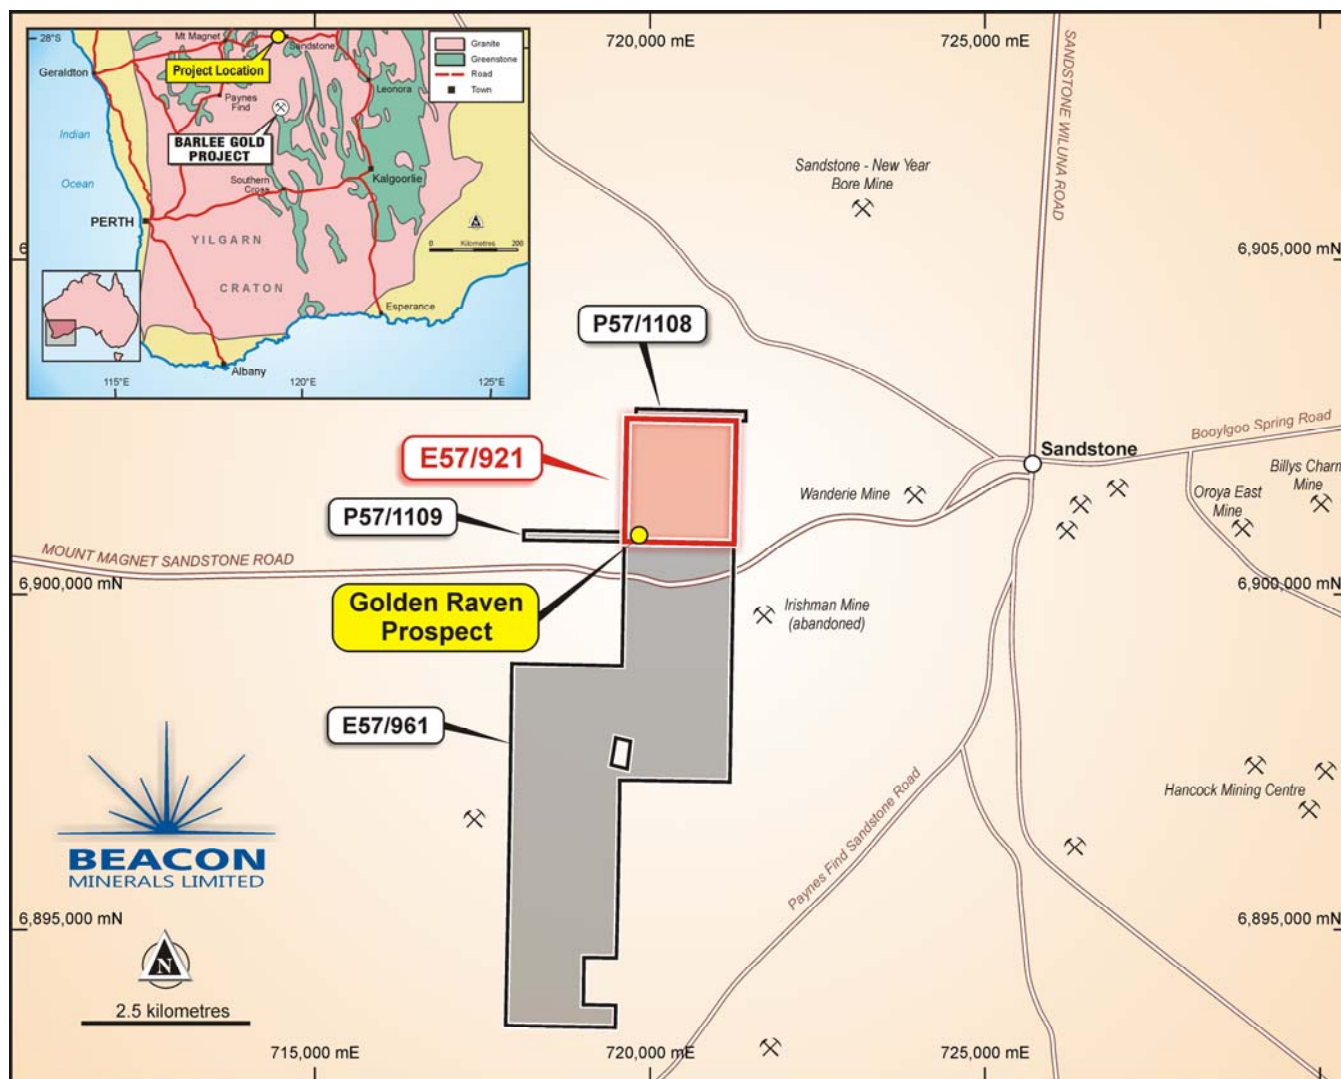 720,000 mE
725,000 mE
28°S
Mt Magnet
Sandstone
Geraldton
Project Location
Paynes
Find
Leonora
Granite
Greenstone
Road
Town
Indian
Ocean
BARLEE GOLD
PROJECT
Southern
Cross
Kalgoorlie
PERTH
YILGARN
CRATON
0 Kilometres 200
Esperance
Albany
115°E
120°E
125°E
SANDSTONE WILUNA ROAD
Sandstone - New Year
Bore Mine
6
6,905,000 mN
P57/1108
E57/921
P57/1109
Booylgoo Spring Road
Sandstone
Wanderie Mine
Billys Charm
Mine
Oroya East
Mine
MOUNT MAGNET SANDSTONE ROAD
6,900,000 mN
6,900,000 mN
Golden Raven
Prospect
Irishman Mine
(abandoned)
E57/961
Hancock Mining Centre
Paynes Find Sandstone Road
BEACON
MINERALS LIMITED
6,895,000 mN
6,895,000 mN
N
2.5 kilometres
715,000 mE
720,000 mE
725,000 mE